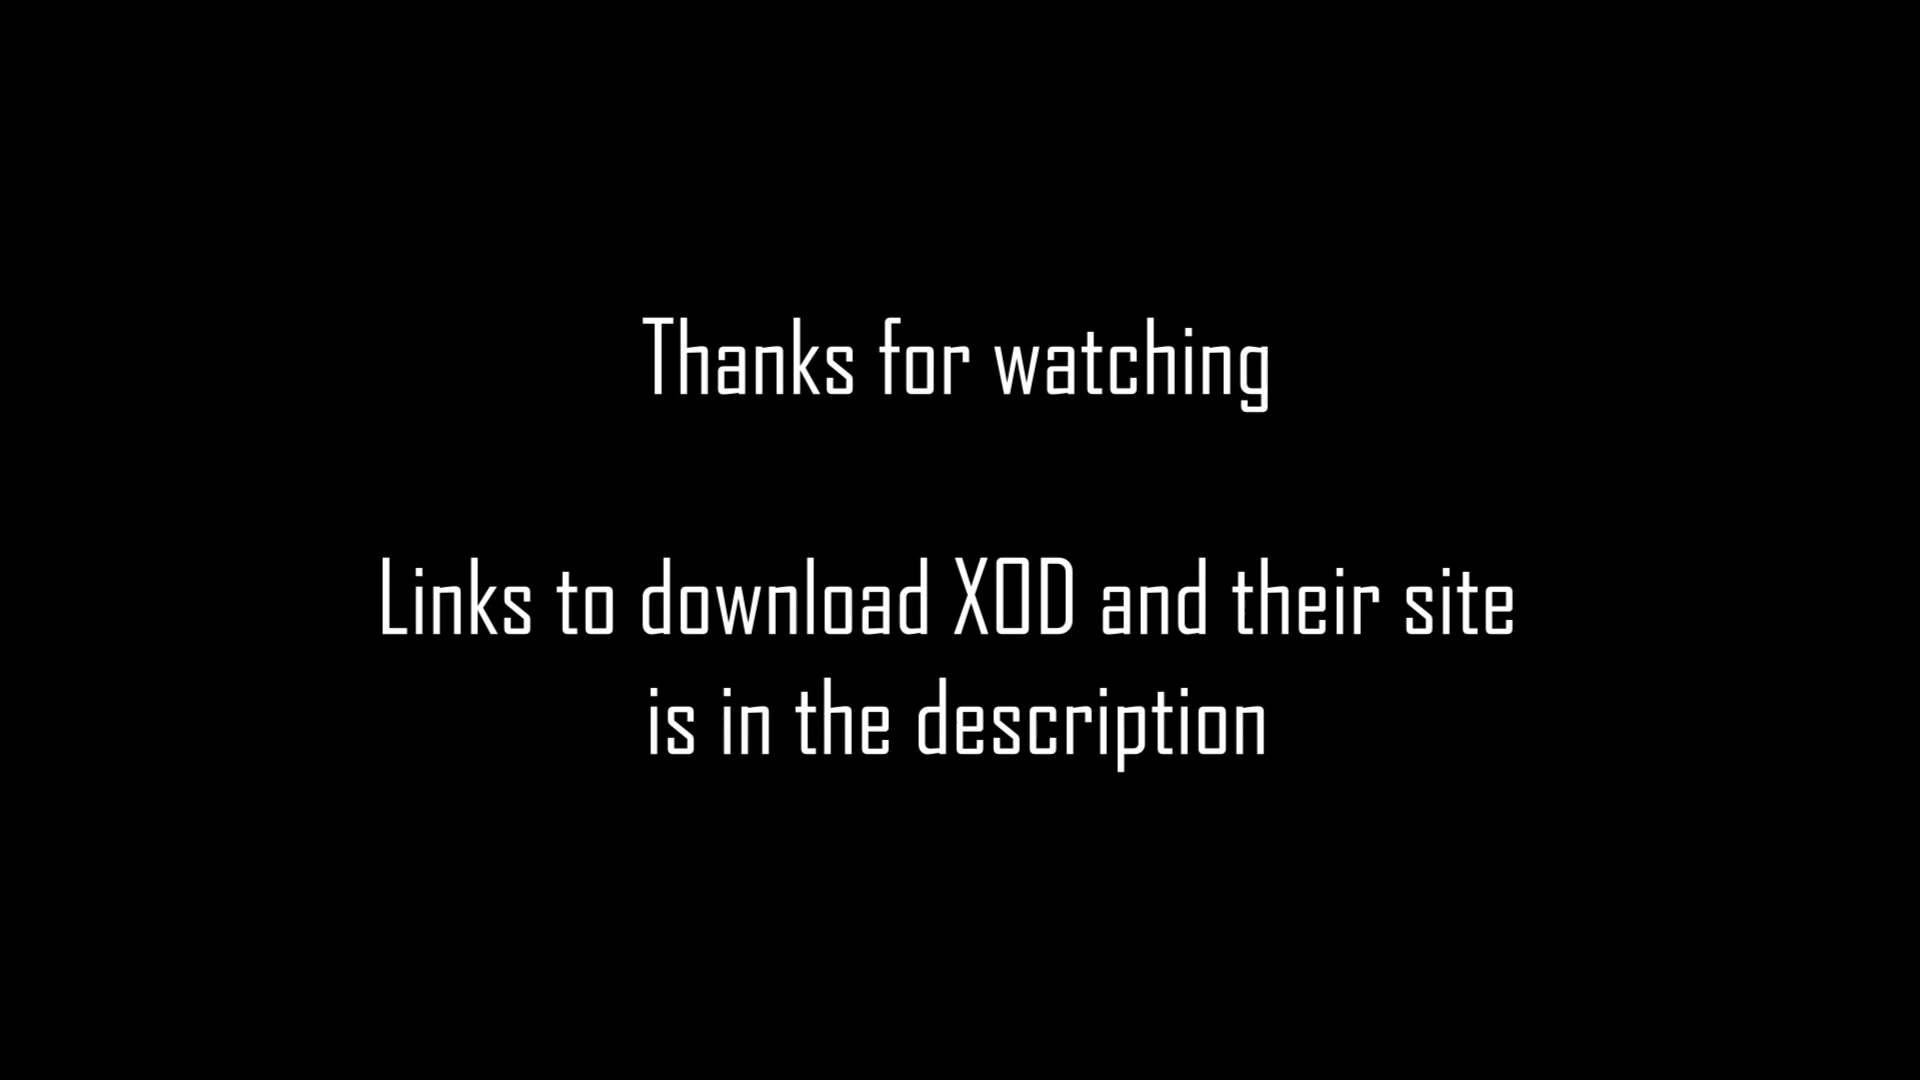 Thanks for watching
Links to download XOD and their site
is in the description